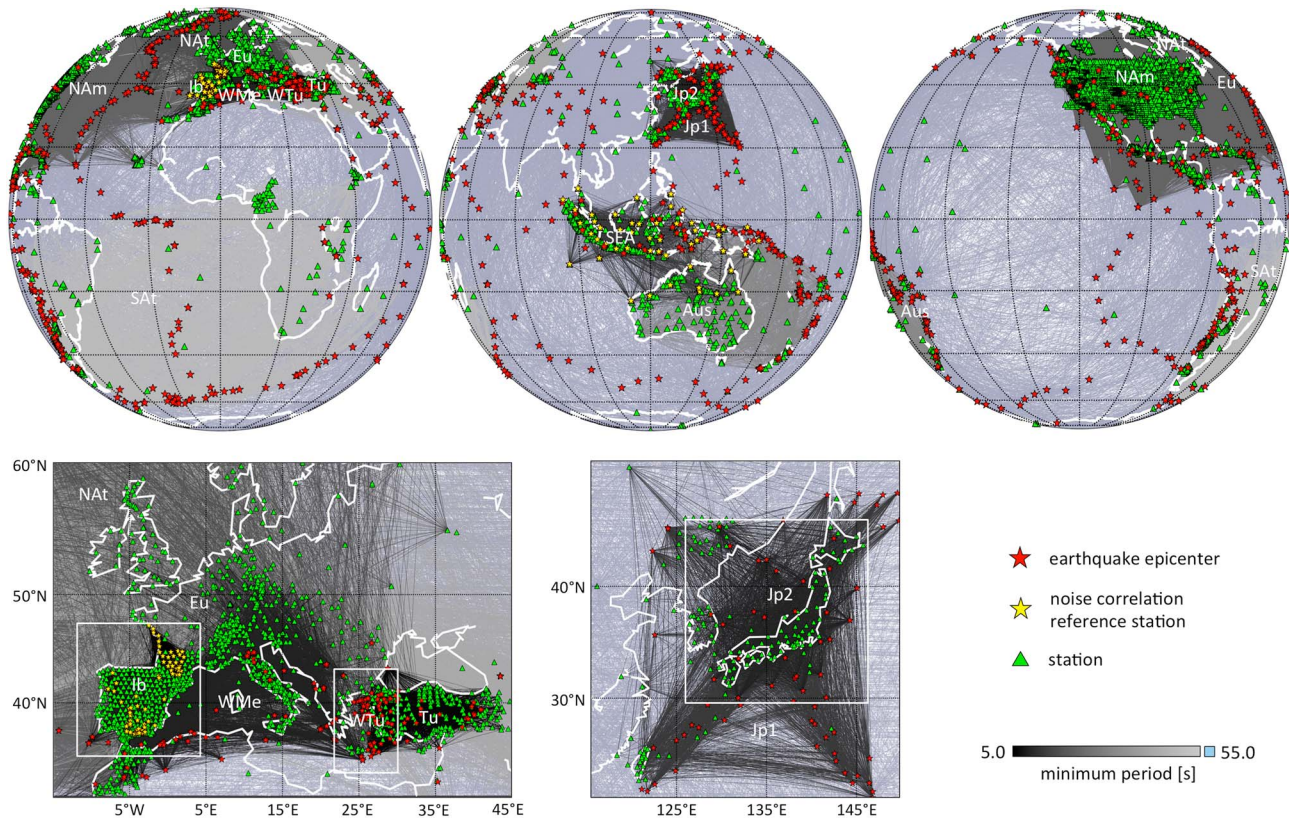 NAt
Eu
NAm
Ib
WMe
WTu
Tu
SAt
Jp2
Jp1
TSEA
Aus
NAt
NAm
Eu
SAt
Aus
60°N
50°N
40°N
NAt
Eu
Ib
WMe
WTu
Tu
5°W
5°E
15°E
25°E
35°E
45°E
40°N
30°N
Jp2
Jp1
125°E
135°E
145°E
earthquake epicenter
noise correlation
reference station
station
5.0
55.0
minimum period [s]